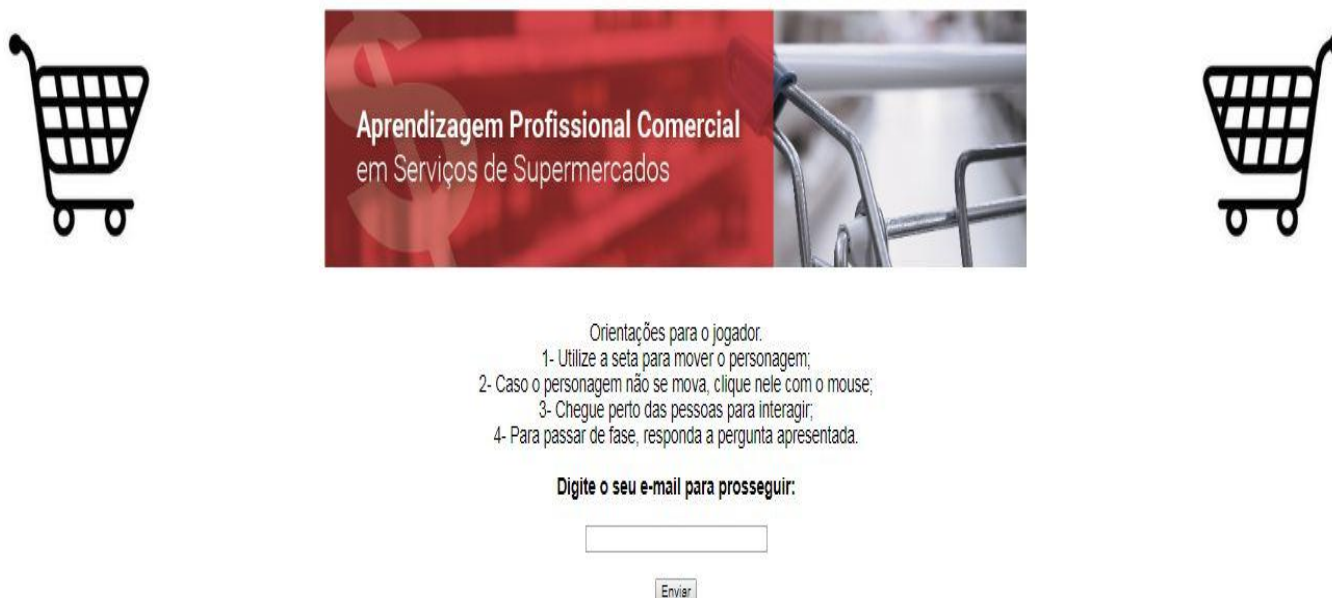 $
Aprendizagem Profissional Comercial
em Serviços de Supermercados
Orientações para o jogador.
1- Utilize a seta para mover o personagem;
2- Caso o personagem não se mova, clique nele com o mouse;
3- Chegue perto das pessoas para interagir;
4- Para passar de fase, responda a pergunta apresentada.
Digite o seu e-mail para prosseguir:
Enviar